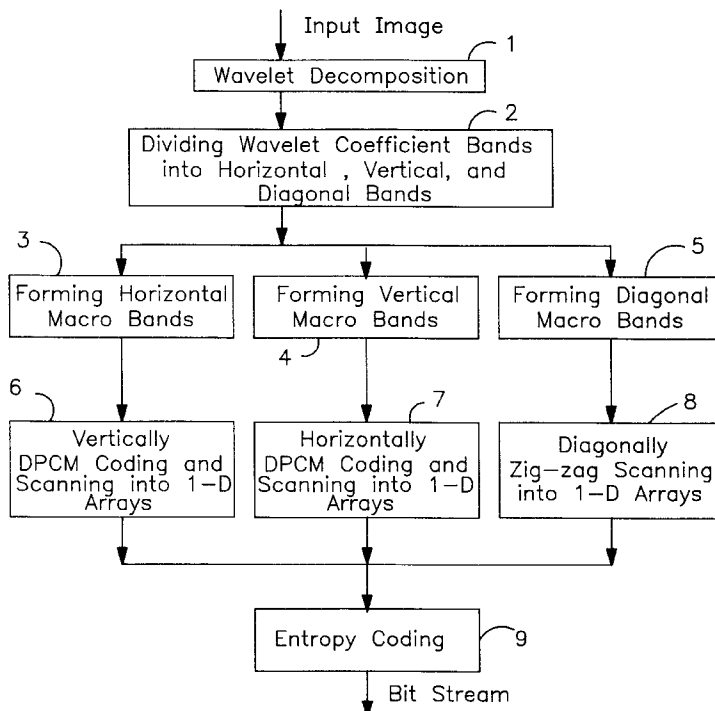 Input Image
1
Wavelet Decomposition
2
Dividing Wavelet Coefficient Bands
into Horizontal , Vertical, and
Diagonal Bands
3
Forming Horizontal
Macro Bands
Forming Vertical
Macro Bands
4
5
Forming Diagonal
Macro Bands
6
Vertically
DPCM Coding and
Scanning into 1-D
Arrays
7
Horizontally
DPCM Coding and
Scanning into 1-D
Arrays
8
Diagonally
Zig-zag Scanning
into 1-D Arrays
Entropy Coding
9
Bit Stream